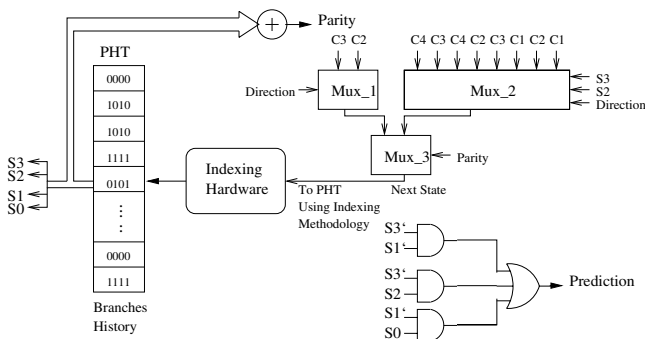 Parity
PHT
C3 C2
C4 C3 C4 C2 C3 C1 C2 C1
0000
1010
1010
1111
0101
0000
1111
Branches
History
S3
S2
S1
S0
Direction
Mux_1
Mux_2
S3
S2
Direction
Mux_3
Parity
Indexing
Hardware
To PHT
Using Indexing
Methodology
Next State
S3‘
S1‘
S3‘
S2
S1‘
S0
Prediction